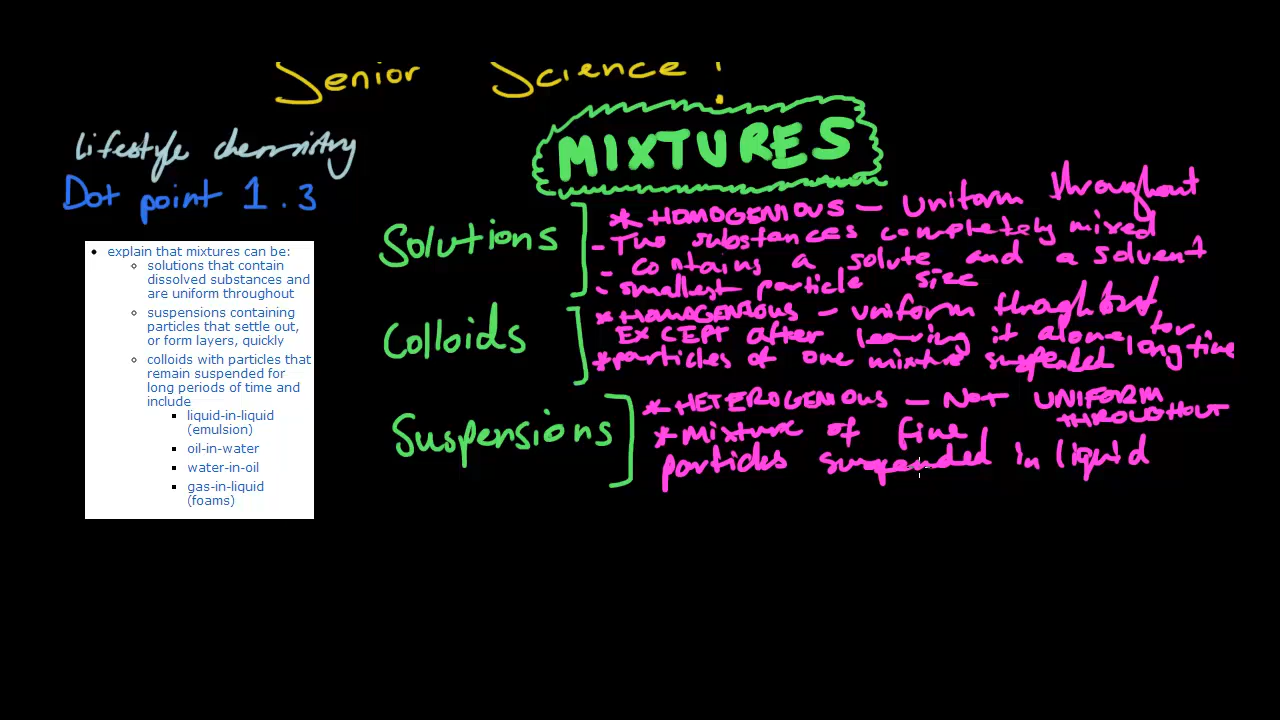 Senior Science!
lifestyle chemistry
Dot point 1.3
MIXTURES
• explain that mixtures can be:
◦ solutions that contain
dissolved substances and
are uniform throughout
◦ suspensions containing
particles that settle out,
or form layers, quickly
◦ colloids with particles that
remain suspended for
long periods of time and
include
▪ liquid-in-liquid
(emulsion)
▪ oil-in-water
▪ water-in-oil
▪ gas-in-liquid
(foams)
Solutions
* HOMOGENIOUS – uniform throughout
- Two substances completely mixed
- contains a solute and a solvent
- smallest particle size
Colloids
* HOMOGENIOUS – uniform throughout
EXCEPT after leaving it alone for
long time
* particles of one mixture suspended
Suspensions
* HETEROGENIOUS – NOT UNIFORM
THROUGHOUT
* Mixture of fine
particles suspended in liquid